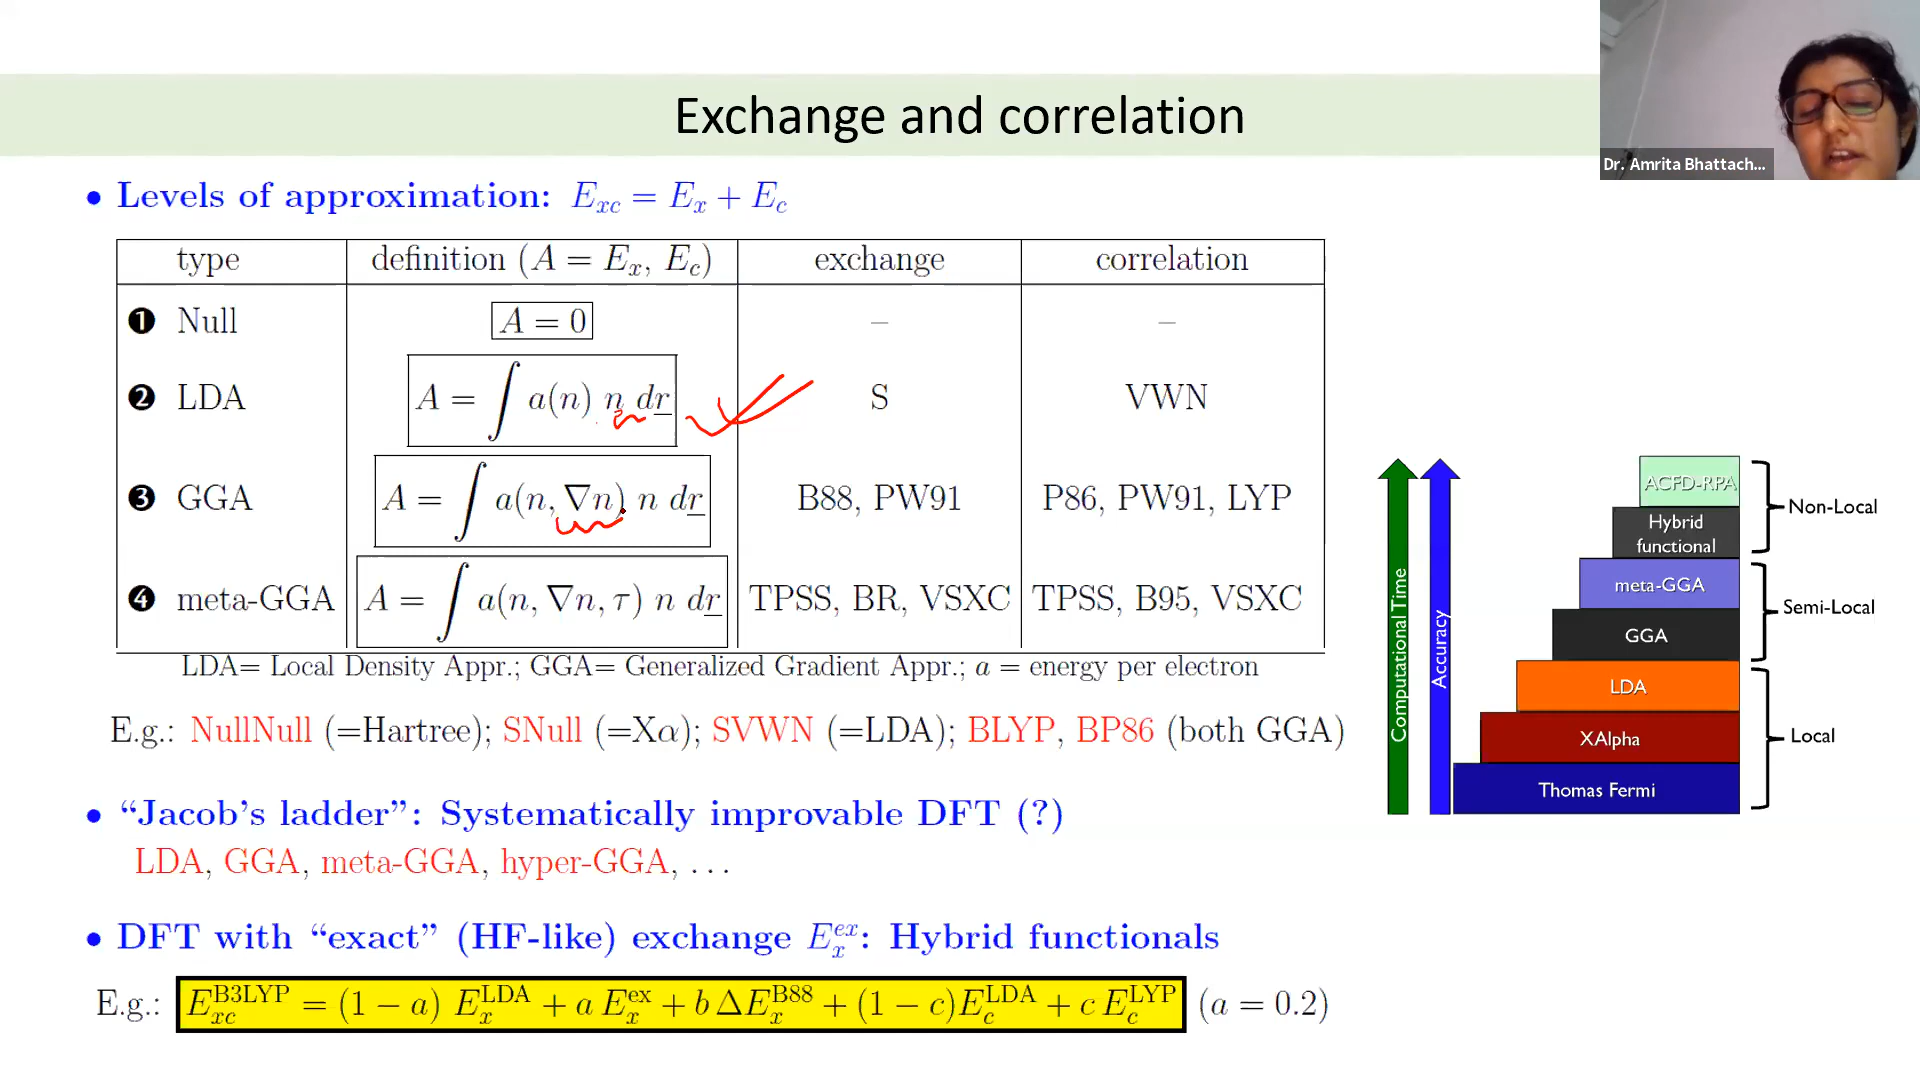 Exchange and correlation
Dr. Amrita Bhattach...
• Levels of approximation: E_xc = E_x + E_c
type definition (A = E_x, E_c) exchange correlation
❶ Null A = 0 – –
❷ LDA A = ∫ a(n) n dr S VWN
❸ GGA A = ∫ a(n, ∇n) n dr B88, PW91 P86, PW91, LYP
❹ meta-GGA A = ∫ a(n, ∇n, τ) n dr TPSS, BR, VSXC TPSS, B95, VSXC
LDA= Local Density Appr.; GGA= Generalized Gradient Appr.; a = energy per electron
E.g.: NullNull (=Hartree); SNull (=Xα); SVWN (=LDA); BLYP, BP86 (both GGA)
• “Jacob’s ladder”: Systematically improvable DFT (?)
LDA, GGA, meta-GGA, hyper-GGA, . . .
• DFT with “exact” (HF-like) exchange E_x^ex: Hybrid functionals
E.g.: E_xc^B3LYP = (1 − a) E_x^LDA + a E_x^ex + b ΔE_x^B88 + (1 − c)E_c^LDA + c E_c^LYP (a = 0.2)
Computational Time
Accuracy
ACFD-RPA
Hybrid
functional
meta-GGA
GGA
LDA
XAlpha
Thomas Fermi
Non-Local
Semi-Local
Local